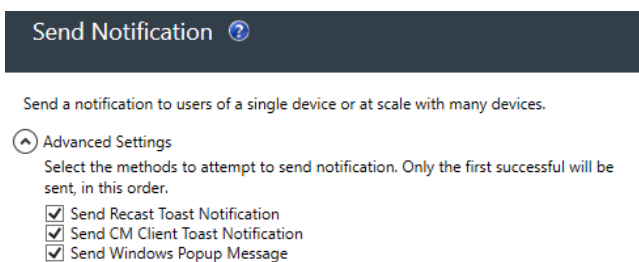 Send Notification ?
Send a notification to users of a single device or at scale with many devices.
Advanced Settings
Select the methods to attempt to send notification. Only the first successful will be
sent, in this order.
Send Recast Toast Notification
Send CM Client Toast Notification
Send Windows Popup Message